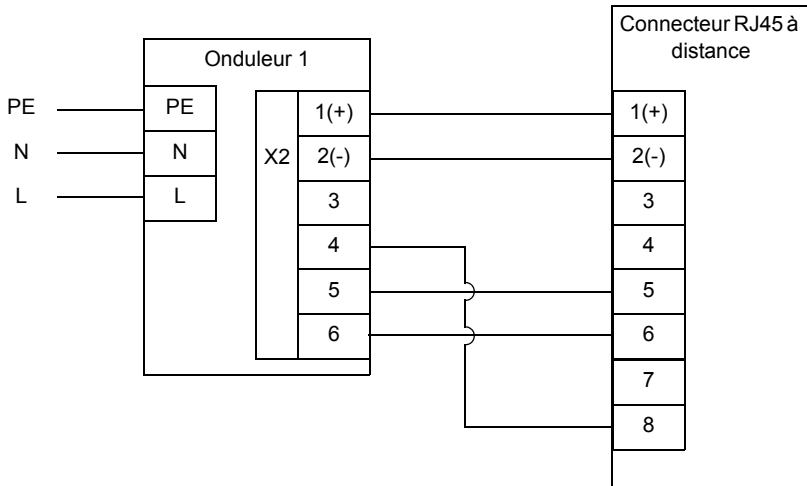 Connecteur RJ45 à
distance
Onduleur 1
PE
PE
1(+)
1(+)
N
N
X2
2(-)
2(-)
L
L
3
3
4
4
5
5
6
6
7
8